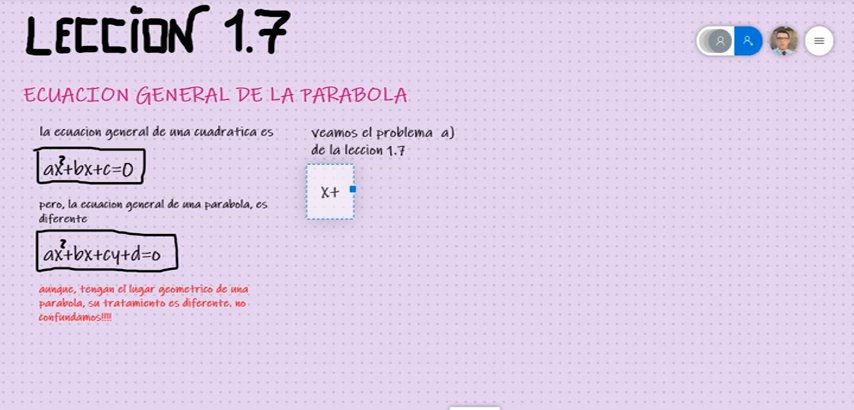 LECCION 1.7
ECUACION GENERAL DE LA PARABOLA
la ecuacion general de una cuadratica es
ax²+bx+c=0
pero, la ecuacion general de una parabola, es
diferente
ax²+bx+cy+d=0
aunque, tengan el lugar geometrico de una
parabola, su tratamiento es diferente. no
confundamos!!!!
veamos el problema a)
de la leccion 1.7
x+